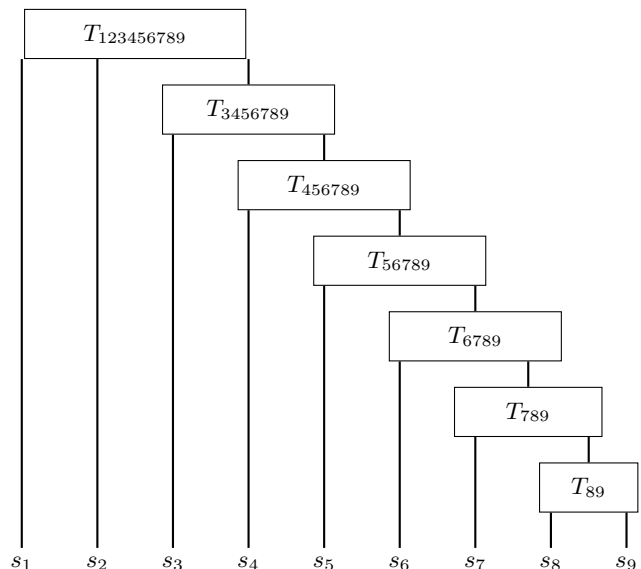 T₁₂₃₄₅₆₇₈₉
T₃₄₅₆₇₈₉
T₄₅₆₇₈₉
T₅₆₇₈₉
T₆₇₈₉
T₇₈₉
T₈₉
s₁ s₂ s₃ s₄ s₅ s₆ s₇ s₈ s₉